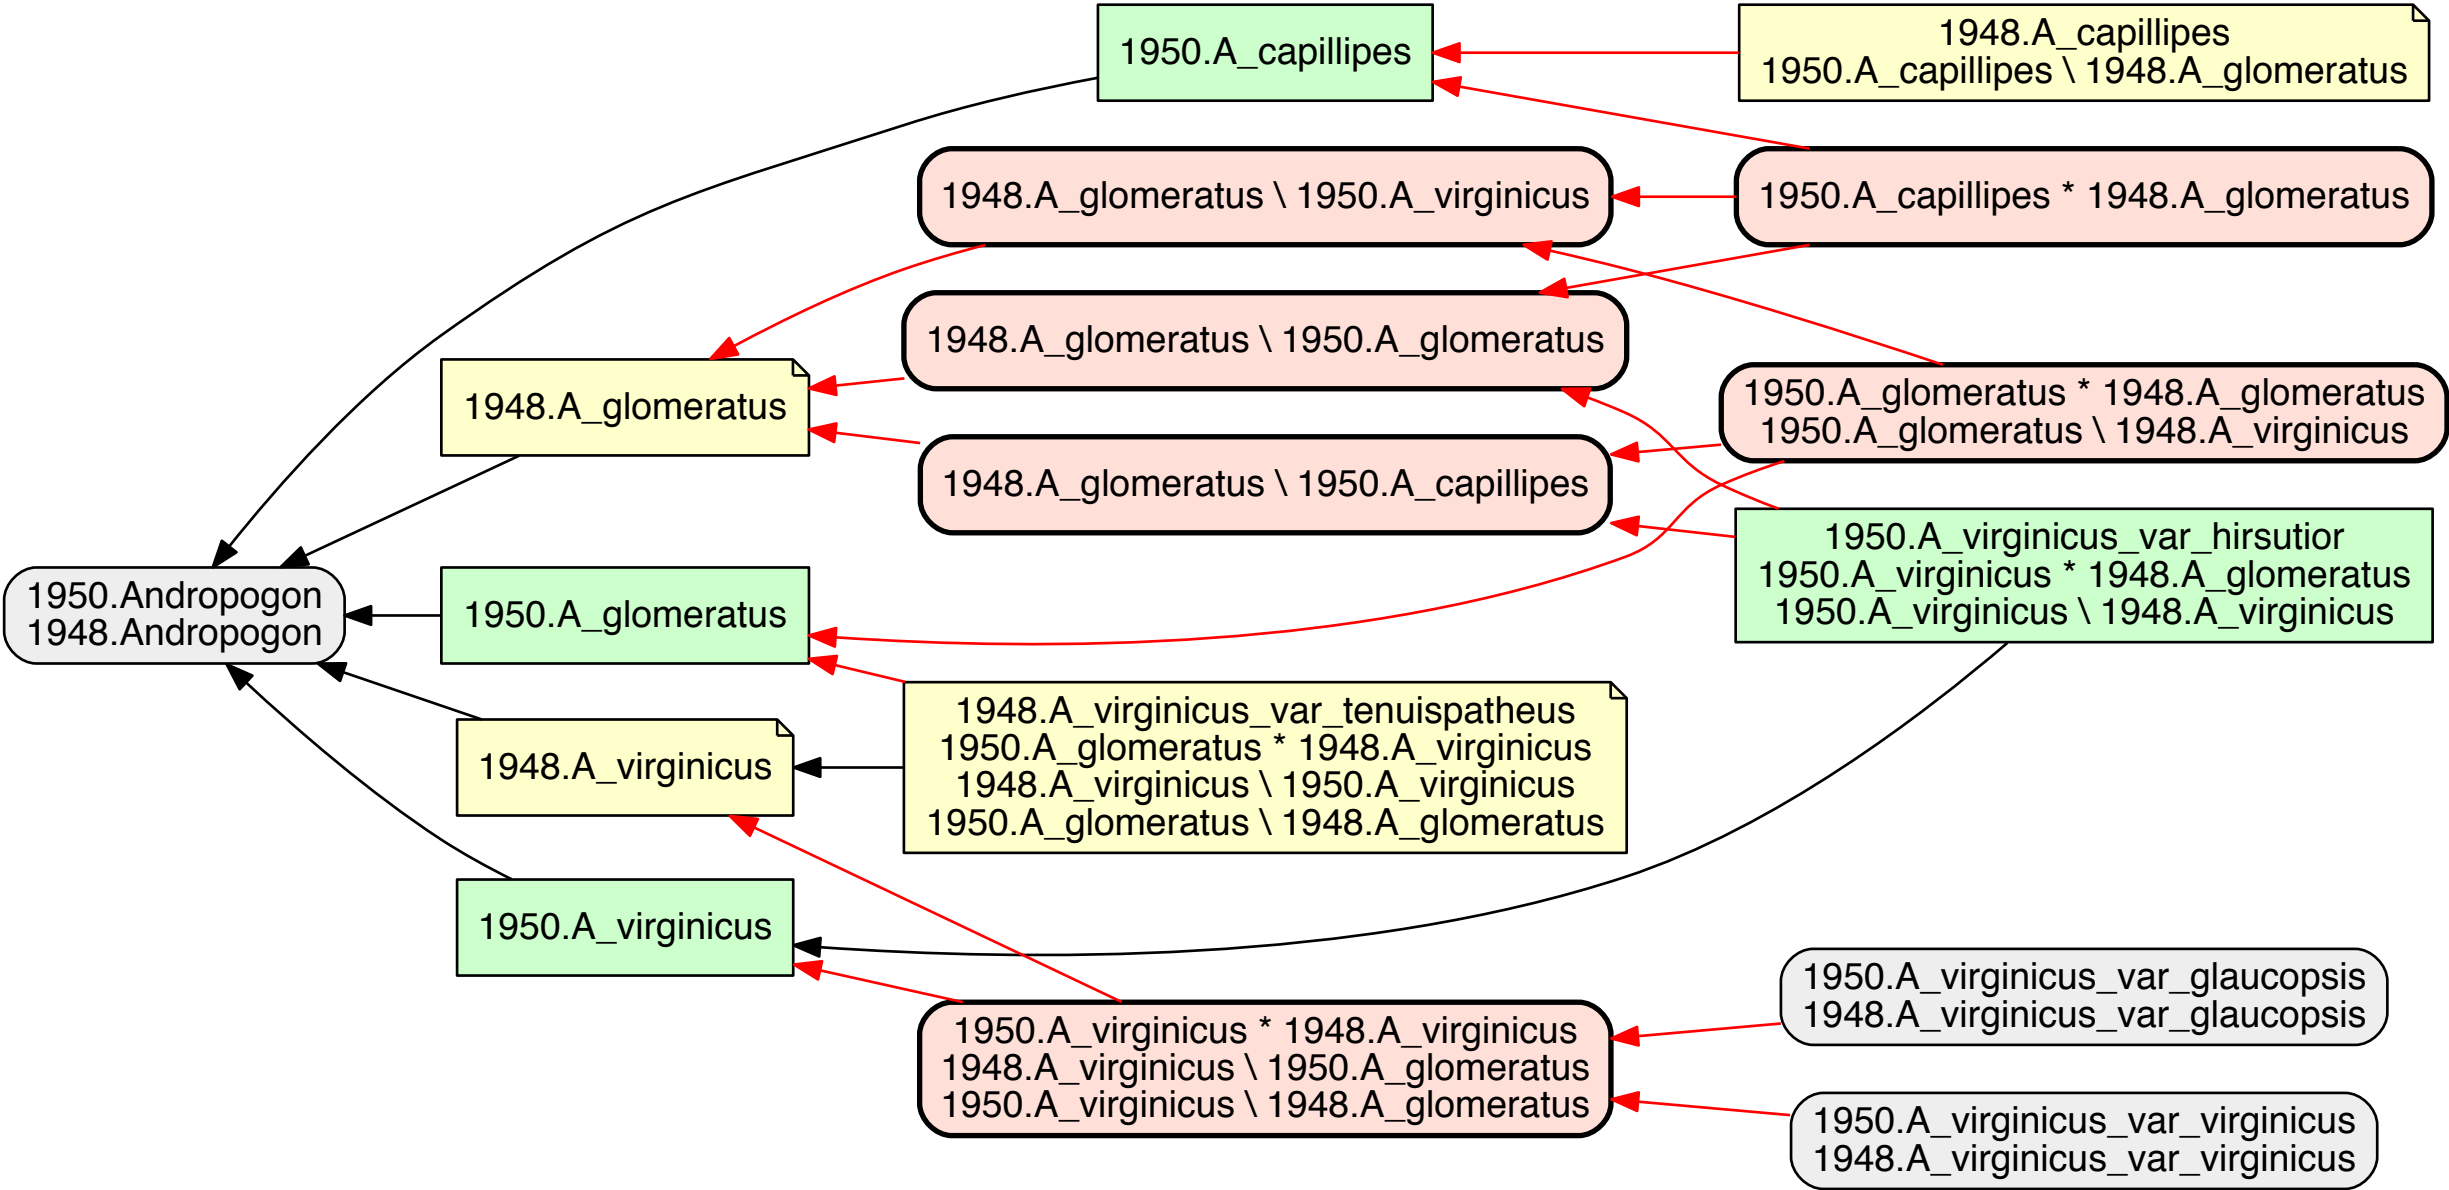 1950.A_capillipes
1948.A_capillipes
1950.A_capillipes \ 1948.A_glomeratus
1948.A_glomeratus \ 1950.A_virginicus
1950.A_capillipes * 1948.A_glomeratus
1948.A_glomeratus \ 1950.A_glomeratus
1948.A_glomeratus
1950.A_glomeratus * 1948.A_glomeratus
1950.A_glomeratus \ 1948.A_virginicus
1948.A_glomeratus \ 1950.A_capillipes
1950.A_virginicus_var_hirsutior
1950.A_virginicus * 1948.A_glomeratus
1950.A_virginicus \ 1948.A_virginicus
1950.Andropogon
1948.Andropogon
1950.A_glomeratus
1948.A_virginicus
1948.A_virginicus_var_tenuispatheus
1950.A_glomeratus * 1948.A_virginicus
1948.A_virginicus \ 1950.A_virginicus
1950.A_glomeratus \ 1948.A_glomeratus
1950.A_virginicus
1950.A_virginicus_var_glaucopsis
1948.A_virginicus_var_glaucopsis
1950.A_virginicus * 1948.A_virginicus
1948.A_virginicus \ 1950.A_glomeratus
1950.A_virginicus \ 1948.A_glomeratus
1950.A_virginicus_var_virginicus
1948.A_virginicus_var_virginicus